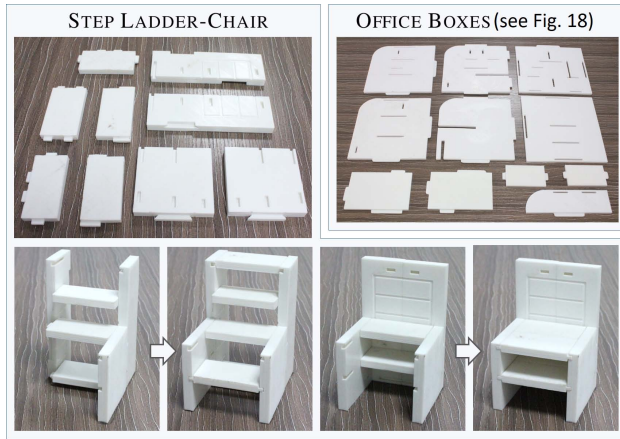 STEP LADDER-CHAIR
OFFICE BOXES (see Fig. 18)